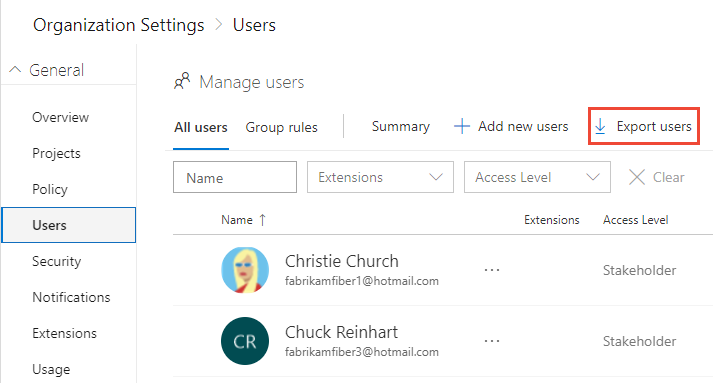 Organization Settings > Users
General
Overview
Projects
Policy
Users
Security
Notifications
Extensions
Usage
Manage users
All users Group rules Summary + Add new users Export users
Name Extensions Access Level Clear
Name ↑ Extensions Access Level
Christie Church ... Stakeholder
fabrikamfiber1@hotmail.com
CR Chuck Reinhart ... Stakeholder
fabrikamfiber3@hotmail.com